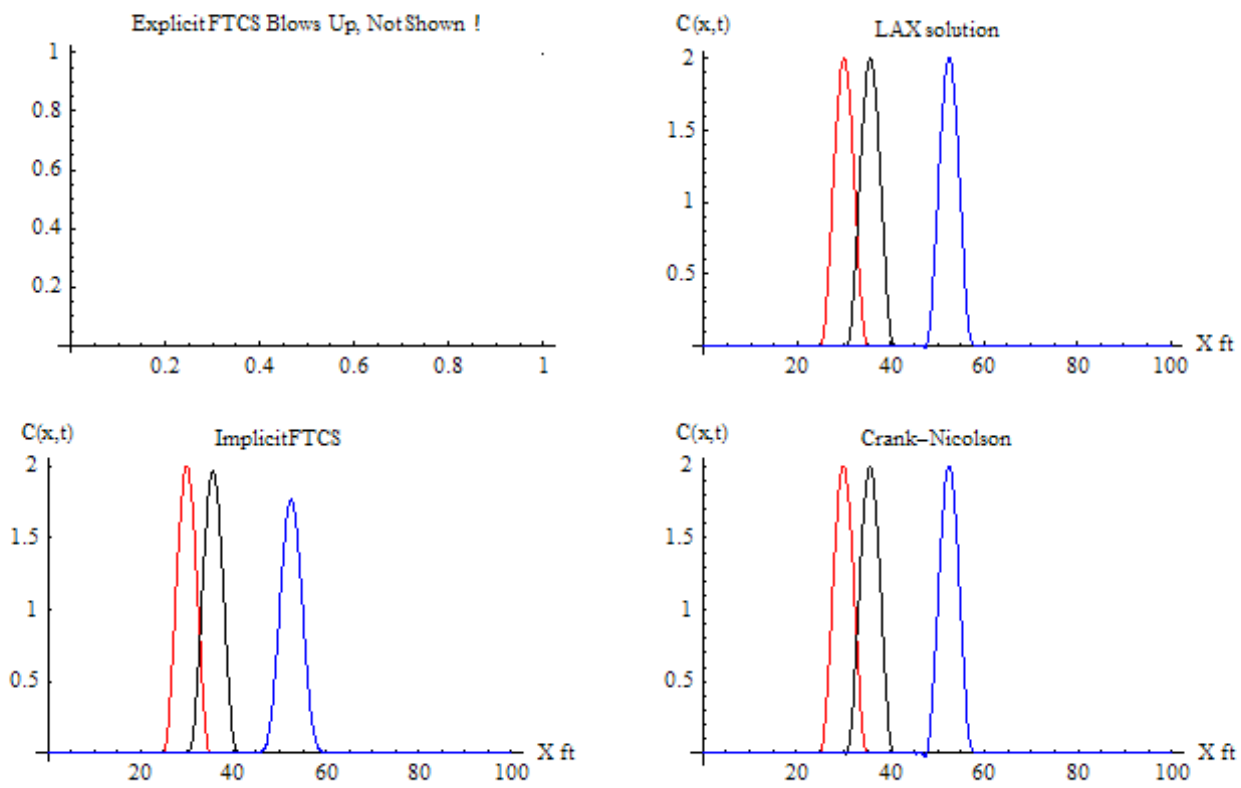 Explicit FTCS Blows Up, Not Shown !
1
0.8
0.6
0.4
0.2
0.2 0.4 0.6 0.8 1
C(x,t)
LAX solution
2
1.5
1
0.5
20 40 60 80 100
X ft
C(x,t)
Implicit FTCS
2
1.5
1
0.5
20 40 60 80 100
X ft
C(x,t)
Crank–Nicolson
2
1.5
1
0.5
20 40 60 80 100
X ft